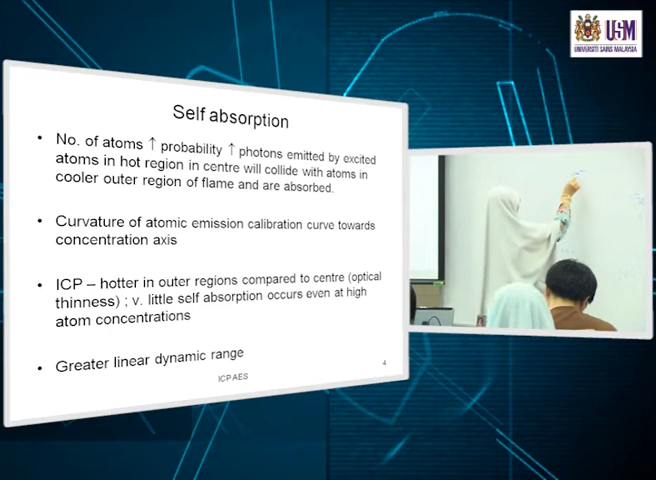 USM
UNIVERSITI SAINS MALAYSIA
Self absorption
• No. of atoms ↑ probability ↑ photons emitted by excited
atoms in hot region in centre will collide with atoms in
cooler outer region of flame and are absorbed.
• Curvature of atomic emission calibration curve towards
concentration axis
• ICP – hotter in outer regions compared to centre (optical
thinness) ; v. little self absorption occurs even at high
atom concentrations
• Greater linear dynamic range
ICPAES
4